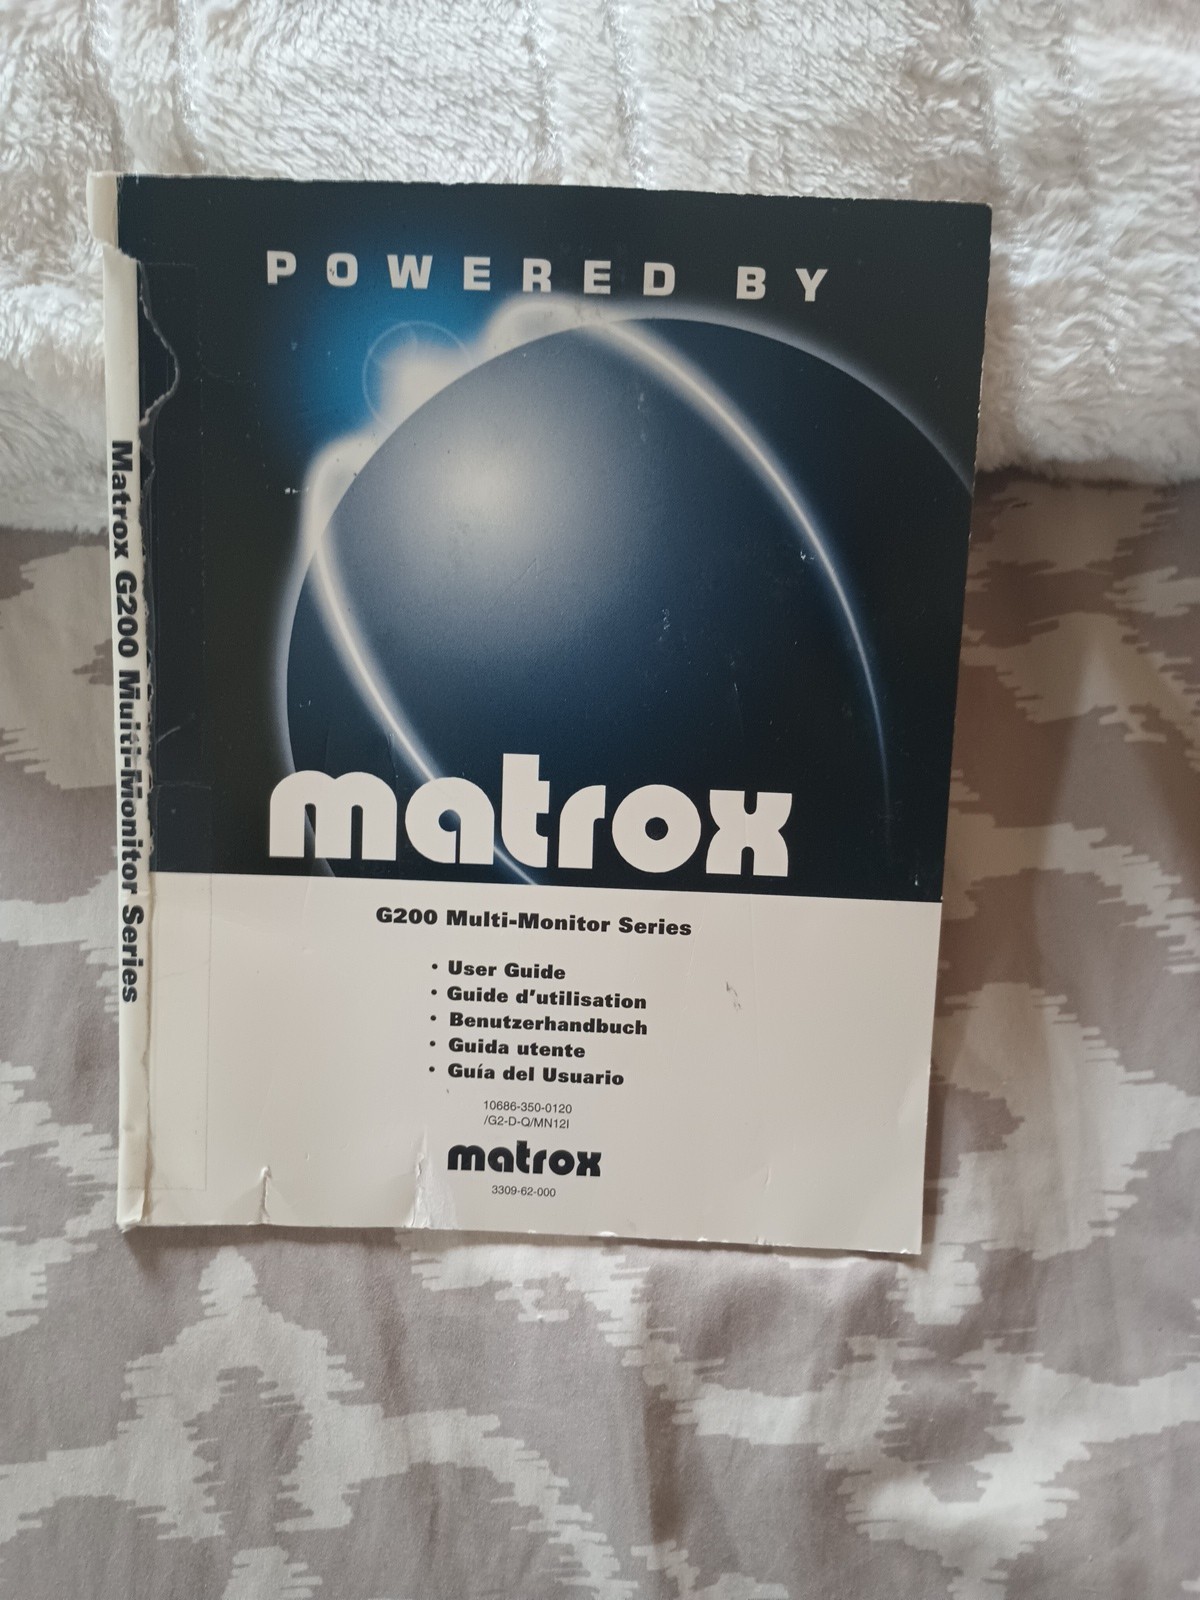 POWERED BY
matrox
G200 Multi-Monitor Series
• User Guide
• Guide d'utilisation
• Benutzerhandbuch
• Guida utente
• Guía del Usuario
10686-350-0120
/G2-D-Q/MN12I
matrox
3309-62-000
Matrox G200 Multi-Monitor Series